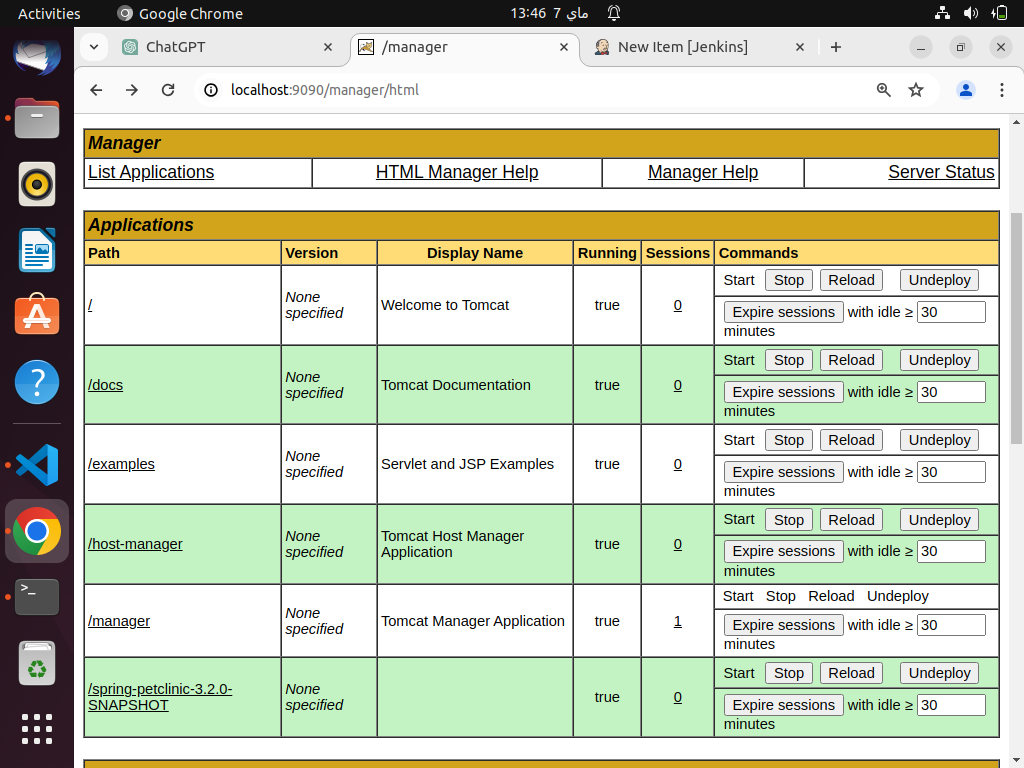 Activities
Google Chrome
13:46 7 ماي
ChatGPT
/manager
New Item [Jenkins]
localhost:9090/manager/html
Manager
List Applications HTML Manager Help Manager Help Server Status
Applications
Path Version Display Name Running Sessions Commands
/ None specified Welcome to Tomcat true 0 Start Stop Reload Undeploy
Expire sessions with idle ≥ 30
minutes
/docs None specified Tomcat Documentation true 0 Start Stop Reload Undeploy
Expire sessions with idle ≥ 30
minutes
/examples None specified Servlet and JSP Examples true 0 Start Stop Reload Undeploy
Expire sessions with idle ≥ 30
minutes
/host-manager None specified Tomcat Host Manager Application true 0 Start Stop Reload Undeploy
Expire sessions with idle ≥ 30
minutes
/manager None specified Tomcat Manager Application true 1 Start Stop Reload Undeploy
Expire sessions with idle ≥ 30
minutes
/spring-petclinic-3.2.0-SNAPSHOT None specified true 0 Start Stop Reload Undeploy
Expire sessions with idle ≥ 30
minutes